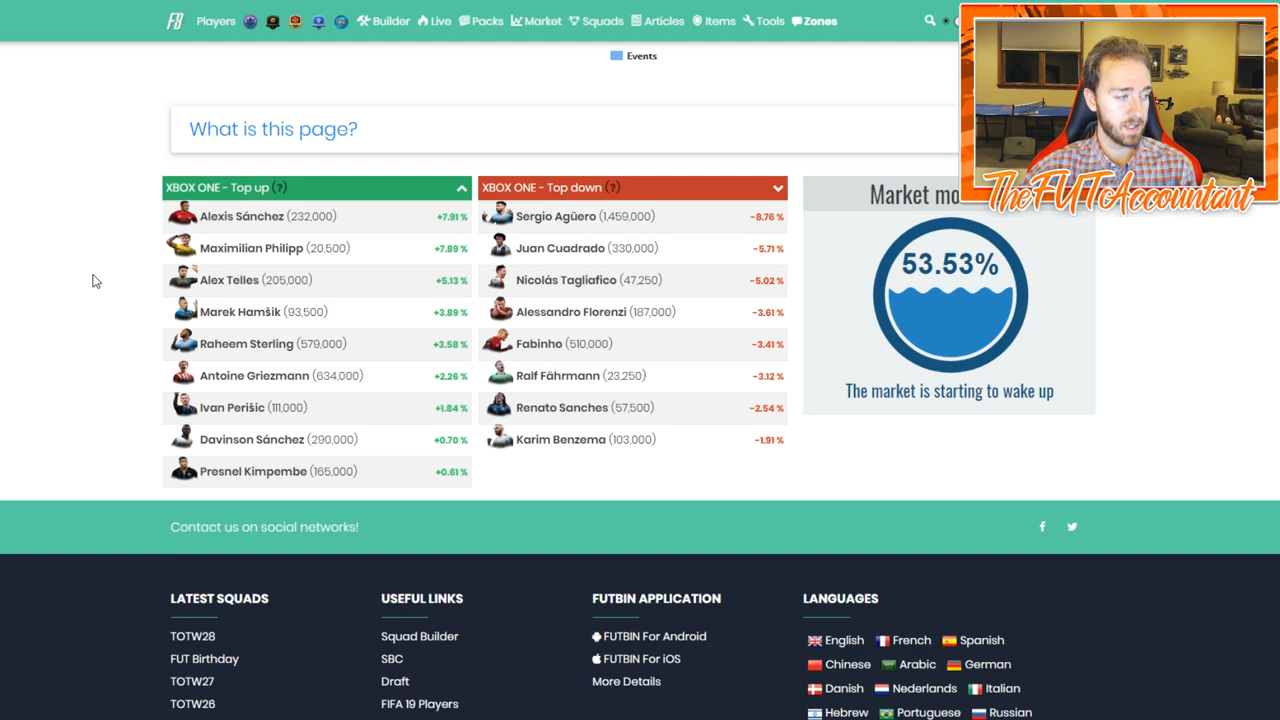 F8 Players Builder Live Packs Market Squads Articles Items Tools Zones
Events
What is this page?
TheFUTAccountant
XBOX ONE - Top up (?)
Alexis Sánchez (232,000) +7.91 %
Maximilian Philipp (20,500) +7.89 %
Alex Telles (205,000) +5.13 %
Marek Hamšik (93,500) +3.89 %
Raheem Sterling (579,000) +3.58 %
Antoine Griezmann (634,000) +2.26 %
Ivan Perišic (111,000) +1.84 %
Davinson Sánchez (290,000) +0.70 %
Presnel Kimpembe (165,000) +0.61 %
XBOX ONE - Top down (?)
Sergio Agüero (1,459,000) -8.76 %
Juan Cuadrado (330,000) -5.71 %
Nicolás Tagliafico (47,250) -5.02 %
Alessandro Florenzi (187,000) -3.61 %
Fabinho (510,000) -3.41 %
Ralf Fährmann (23,250) -3.12 %
Renato Sanches (57,500) -2.54 %
Karim Benzema (103,000) -1.91 %
Market mo
53.53%
The market is starting to wake up
Contact us on social networks!
LATEST SQUADS
TOTW28
FUT Birthday
TOTW27
TOTW26
USEFUL LINKS
Squad Builder
SBC
Draft
FIFA 19 Players
FUTBIN APPLICATION
FUTBIN For Android
FUTBIN For iOS
More Details
LANGUAGES
English French Spanish
Chinese Arabic German
Danish Nederlands Italian
Hebrew Portuguese Russian